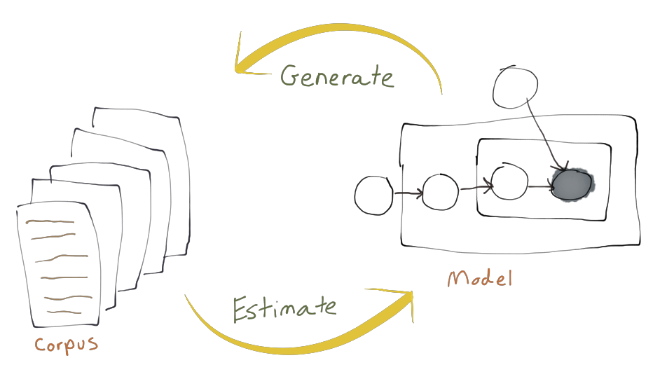 Generate
Model
Estimate
Corpus